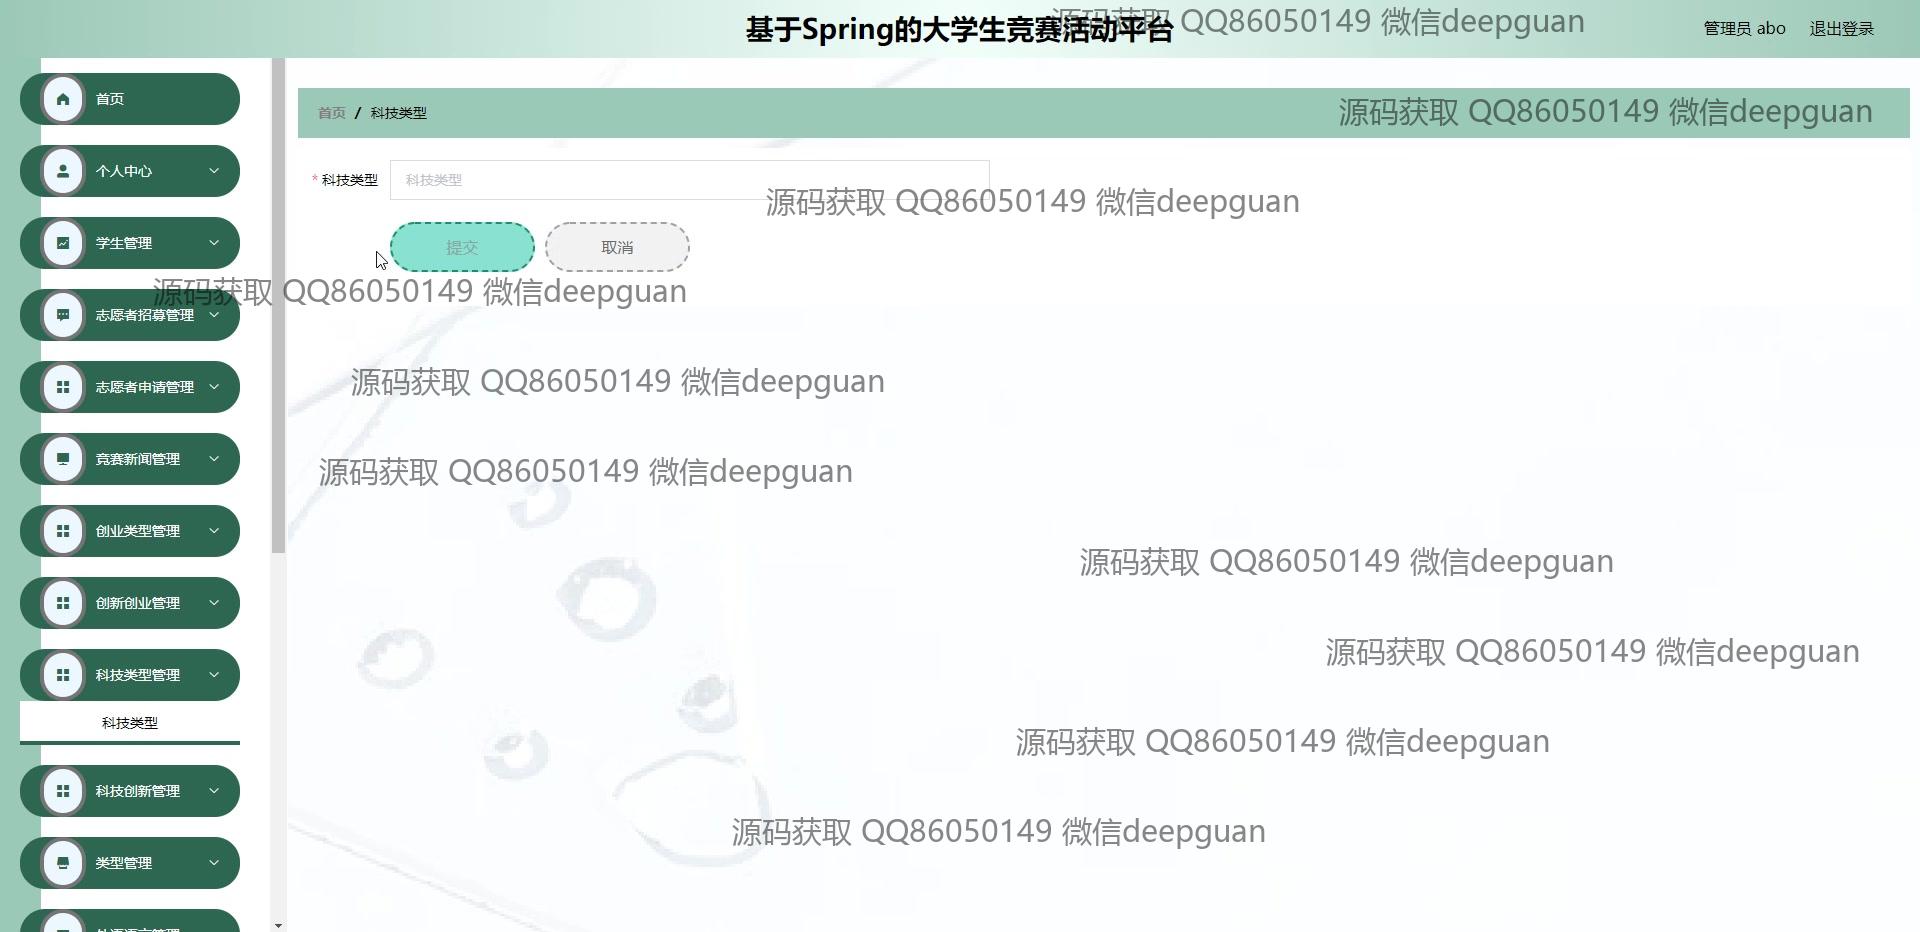 基于Spring的大学生竞赛活动平台
源码获取 QQ86050149 微信deepguan
管理员 abo
退出登录
首页
个人中心
学生管理
志愿者招募管理
志愿者申请管理
竞赛新闻管理
创业类型管理
创新创业管理
科技类型管理
科技类型
科技创新管理
类型管理
外语语言管理
首页 / 科技类型
源码获取 QQ86050149 微信deepguan
* 科技类型
科技类型
源码获取 QQ86050149 微信deepguan
提交
取消
源码获取 QQ86050149 微信deepguan
源码获取 QQ86050149 微信deepguan
源码获取 QQ86050149 微信deepguan
源码获取 QQ86050149 微信deepguan
源码获取 QQ86050149 微信deepguan
源码获取 QQ86050149 微信deepguan
源码获取 QQ86050149 微信deepguan